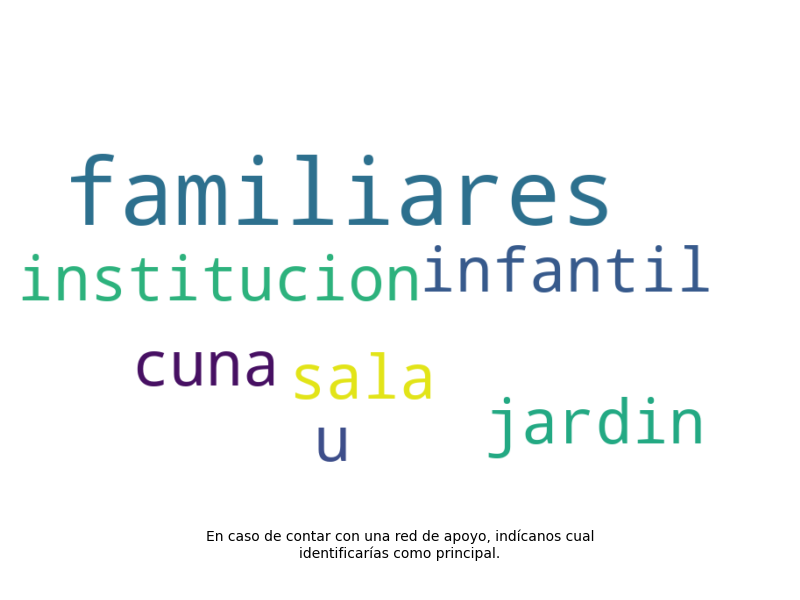 familiares
institucion infantil
cuna sala
jardin
u
En caso de contar con una red de apoyo, indícanos cual
identificarías como principal.